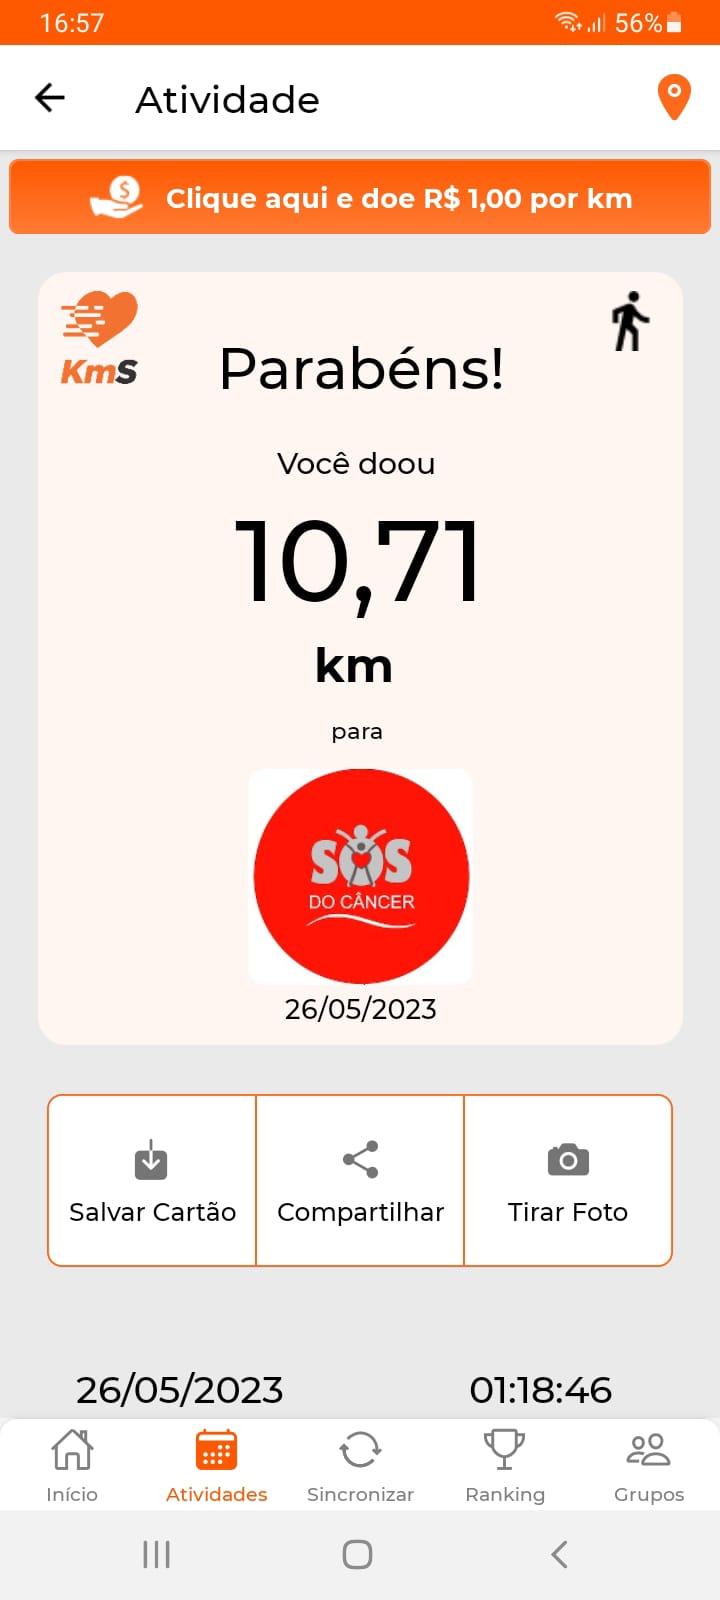 16:57
56%
Atividade
Clique aqui e doe R$ 1,00 por km
KmS
Parabéns!
Você doou
10,71
km
para
SOS
DO CÂNCER
26/05/2023
Salvar Cartão
Compartilhar
Tirar Foto
26/05/2023
01:18:46
Início
Atividades
Sincronizar
Ranking
Grupos